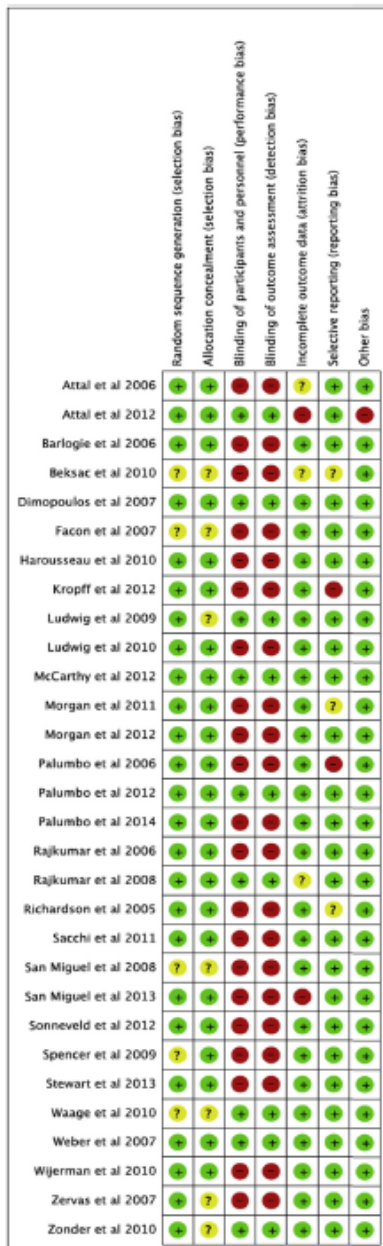 Random sequence generation (selection bias)
Allocation concealment (selection bias)
Blinding of participants and personnel (performance bias)
Blinding of outcome assessment (detection bias)
Incomplete outcome data (attrition bias)
Selective reporting (reporting bias)
Other bias
Attal et al 2006 + + - - ? + +
Attal et al 2012 + + + + - + -
Barlogie et al 2006 + + - - + + +
Beksac et al 2010 ? ? - - ? ? +
Dimopoulos et al 2007 + + + + + + +
Facon et al 2007 ? ? - - + + +
Harousseau et al 2010 + + - - + + +
Kropff et al 2012 + + - - + - +
Ludwig et al 2009 + ? + + + + +
Ludwig et al 2010 + + - - + + +
McCarthy et al 2012 + + + + + + +
Morgan et al 2011 + + - - + ? +
Morgan et al 2012 + + - - + + +
Palumbo et al 2006 + + - - + - +
Palumbo et al 2012 + + + + + + +
Palumbo et al 2014 + + - - + + +
Rajkumar et al 2006 + + - - + + +
Rajkumar et al 2008 + + + + ? + +
Richardson et al 2005 + + - - + ? +
Sacchi et al 2011 + + - - + + +
San Miguel et al 2008 ? ? - - + + +
San Miguel et al 2013 + + - - - + +
Sonneveld et al 2012 + + - - + + +
Spencer et al 2009 ? + - - + + +
Stewart et al 2013 + + - - + + +
Waage et al 2010 ? ? + + + + +
Weber et al 2007 + + + + + + +
Wijerman et al 2010 + + - - + + +
Zervas et al 2007 + ? - - + + +
Zonder et al 2010 + ? + + + + +